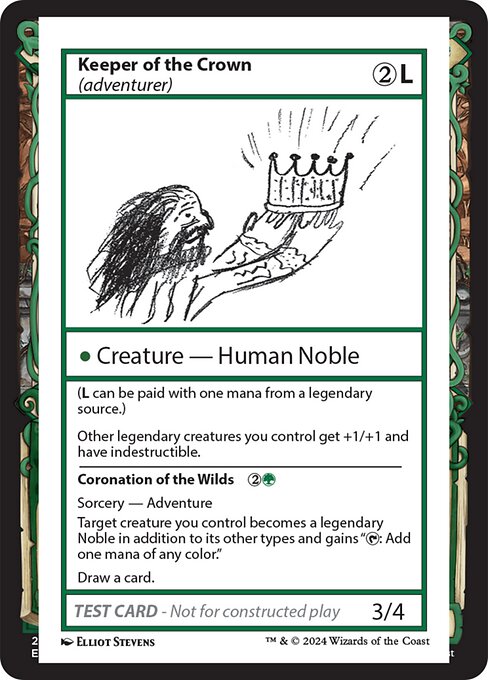 Keeper of the Crown
(adventurer)
②L
• Creature — Human Noble
(L can be paid with one mana from a legendary
source.)
Other legendary creatures you control get +1/+1 and
have indestructible.
Coronation of the Wilds ②
Sorcery — Adventure
Target creature you control becomes a legendary
Noble in addition to its other types and gains “: Add
one mana of any color.”
Draw a card.
TEST CARD - Not for constructed play
3/4
ELLIOT STEVENS
™ & © 2024 Wizards of the Coast